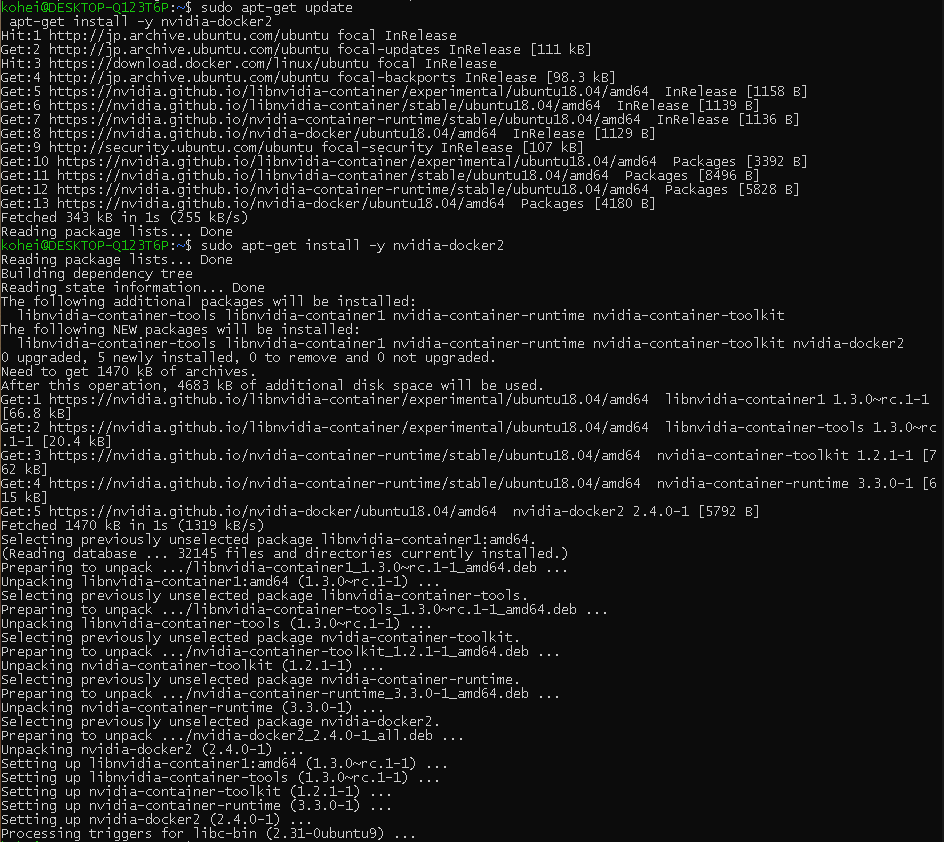 kohei@DESKTOP-Q123T6P:~$ sudo apt-get update
 apt-get install -y nvidia-docker2
Hit:1 http://jp.archive.ubuntu.com/ubuntu focal InRelease
Get:2 http://jp.archive.ubuntu.com/ubuntu focal-updates InRelease [111 kB]
Hit:3 https://download.docker.com/linux/ubuntu focal InRelease
Get:4 http://jp.archive.ubuntu.com/ubuntu focal-backports InRelease [98.3 kB]
Get:5 https://nvidia.github.io/libnvidia-container/experimental/ubuntu18.04/amd64  InRelease [1158 B]
Get:6 https://nvidia.github.io/libnvidia-container/stable/ubuntu18.04/amd64  InRelease [1139 B]
Get:7 https://nvidia.github.io/nvidia-container-runtime/stable/ubuntu18.04/amd64  InRelease [1136 B]
Get:8 https://nvidia.github.io/nvidia-docker/ubuntu18.04/amd64  InRelease [1129 B]
Get:9 http://security.ubuntu.com/ubuntu focal-security InRelease [107 kB]
Get:10 https://nvidia.github.io/libnvidia-container/experimental/ubuntu18.04/amd64  Packages [3392 B]
Get:11 https://nvidia.github.io/libnvidia-container/stable/ubuntu18.04/amd64  Packages [8496 B]
Get:12 https://nvidia.github.io/nvidia-container-runtime/stable/ubuntu18.04/amd64  Packages [5828 B]
Get:13 https://nvidia.github.io/nvidia-docker/ubuntu18.04/amd64  Packages [4180 B]
Fetched 343 kB in 1s (255 kB/s)
Reading package lists... Done
kohei@DESKTOP-Q123T6P:~$ sudo apt-get install -y nvidia-docker2
Reading package lists... Done
Building dependency tree
Reading state information... Done
The following additional packages will be installed:
  libnvidia-container-tools libnvidia-container1 nvidia-container-runtime nvidia-container-toolkit
The following NEW packages will be installed:
  libnvidia-container-tools libnvidia-container1 nvidia-container-runtime nvidia-container-toolkit nvidia-docker2
0 upgraded, 5 newly installed, 0 to remove and 0 not upgraded.
Need to get 1470 kB of archives.
After this operation, 4683 kB of additional disk space will be used.
Get:1 https://nvidia.github.io/libnvidia-container/experimental/ubuntu18.04/amd64  libnvidia-container1 1.3.0~rc.1-1
[66.8 kB]
Get:2 https://nvidia.github.io/libnvidia-container/experimental/ubuntu18.04/amd64  libnvidia-container-tools 1.3.0~rc
.1-1 [20.4 kB]
Get:3 https://nvidia.github.io/nvidia-container-runtime/stable/ubuntu18.04/amd64  nvidia-container-toolkit 1.2.1-1 [7
62 kB]
Get:4 https://nvidia.github.io/nvidia-container-runtime/stable/ubuntu18.04/amd64  nvidia-container-runtime 3.3.0-1 [6
15 kB]
Get:5 https://nvidia.github.io/nvidia-docker/ubuntu18.04/amd64  nvidia-docker2 2.4.0-1 [5792 B]
Fetched 1470 kB in 1s (1319 kB/s)
Selecting previously unselected package libnvidia-container1:amd64.
(Reading database ... 32145 files and directories currently installed.)
Preparing to unpack .../libnvidia-container1_1.3.0~rc.1-1_amd64.deb ...
Unpacking libnvidia-container1:amd64 (1.3.0~rc.1-1) ...
Selecting previously unselected package libnvidia-container-tools.
Preparing to unpack .../libnvidia-container-tools_1.3.0~rc.1-1_amd64.deb ...
Unpacking libnvidia-container-tools (1.3.0~rc.1-1) ...
Selecting previously unselected package nvidia-container-toolkit.
Preparing to unpack .../nvidia-container-toolkit_1.2.1-1_amd64.deb ...
Unpacking nvidia-container-toolkit (1.2.1-1) ...
Selecting previously unselected package nvidia-container-runtime.
Preparing to unpack .../nvidia-container-runtime_3.3.0-1_amd64.deb ...
Unpacking nvidia-container-runtime (3.3.0-1) ...
Selecting previously unselected package nvidia-docker2.
Preparing to unpack .../nvidia-docker2_2.4.0-1_all.deb ...
Unpacking nvidia-docker2 (2.4.0-1) ...
Setting up libnvidia-container1:amd64 (1.3.0~rc.1-1) ...
Setting up libnvidia-container-tools (1.3.0~rc.1-1) ...
Setting up nvidia-container-toolkit (1.2.1-1) ...
Setting up nvidia-container-runtime (3.3.0-1) ...
Setting up nvidia-docker2 (2.4.0-1) ...
Processing triggers for libc-bin (2.31-0ubuntu9) ...